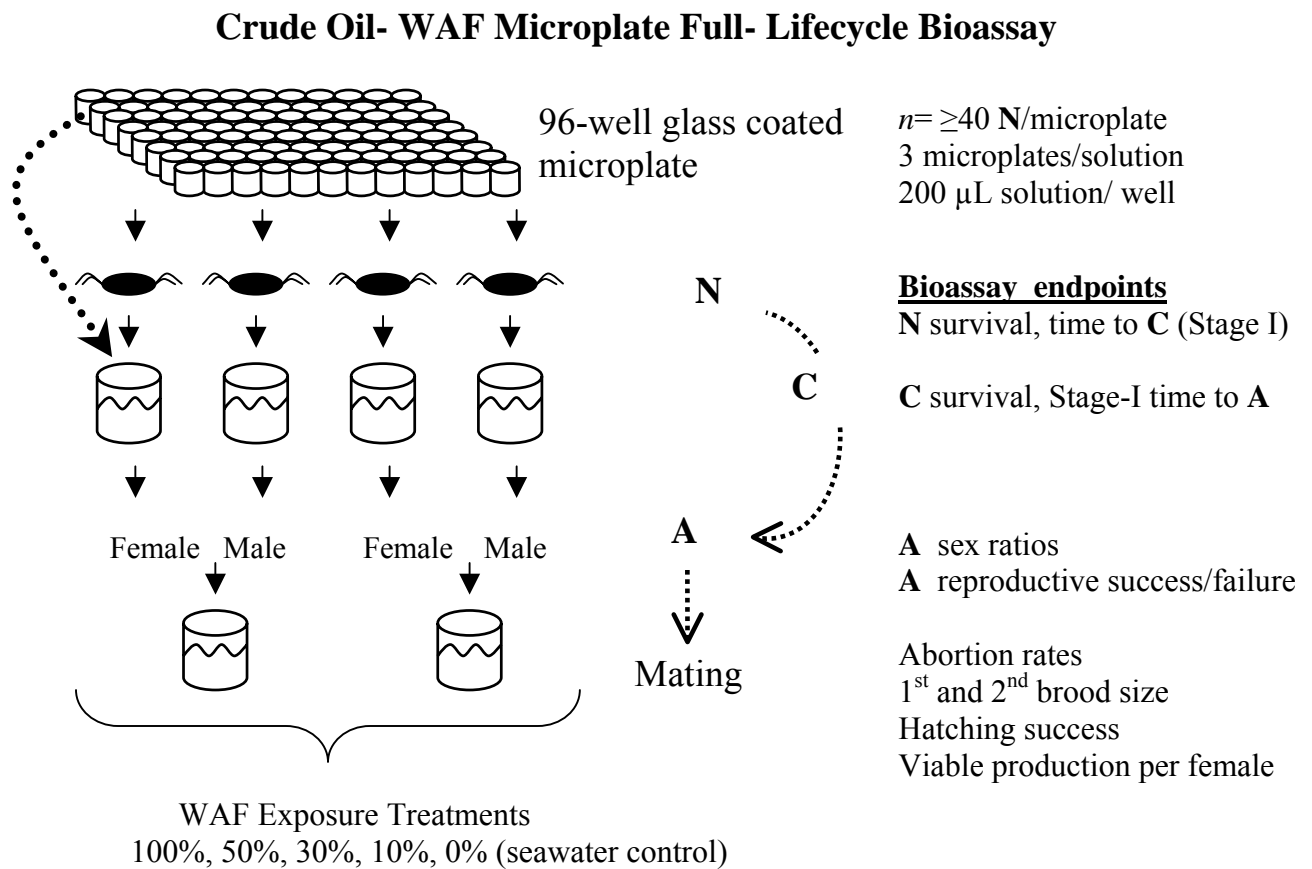 Crude Oil- WAF Microplate Full- Lifecycle Bioassay
96-well glass coated
microplate
n= ≥40 N/microplate
3 microplates/solution
200 µL solution/ well
N
Bioassay endpoints
N survival, time to C (Stage I)
C
C survival, Stage-I time to A
Female Male Female Male
A
A sex ratios
A reproductive success/failure
Mating
Abortion rates
1st and 2nd brood size
Hatching success
Viable production per female
WAF Exposure Treatments
100%, 50%, 30%, 10%, 0% (seawater control)